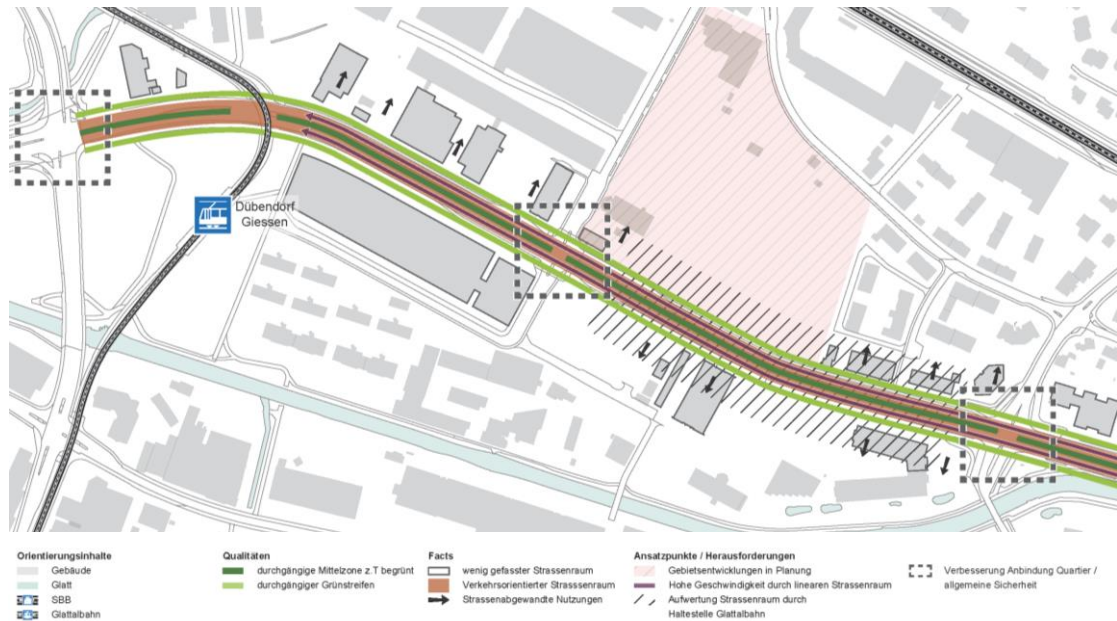 Dübendorf
Giessen
Orientierungsinhalte
Gebäude
Glatt
SBB
Glattalbahn
Qualitäten
durchgängige Mittelzone z.T begrünt
durchgängiger Grünstreifen
Facts
wenig gefasster Strassenraum
Verkehrsorientierter Strasssenraum
Strassenabgewandte Nutzungen
Ansatzpunkte / Herausforderungen
Gebietsentwicklungen in Planung
Hohe Geschwindigkeit durch linearen Strassenraum
Aufwertung Strassenraum durch
Haltestelle Glattalbahn
Verbesserung Anbindung Quartier /
allgemeine Sicherheit